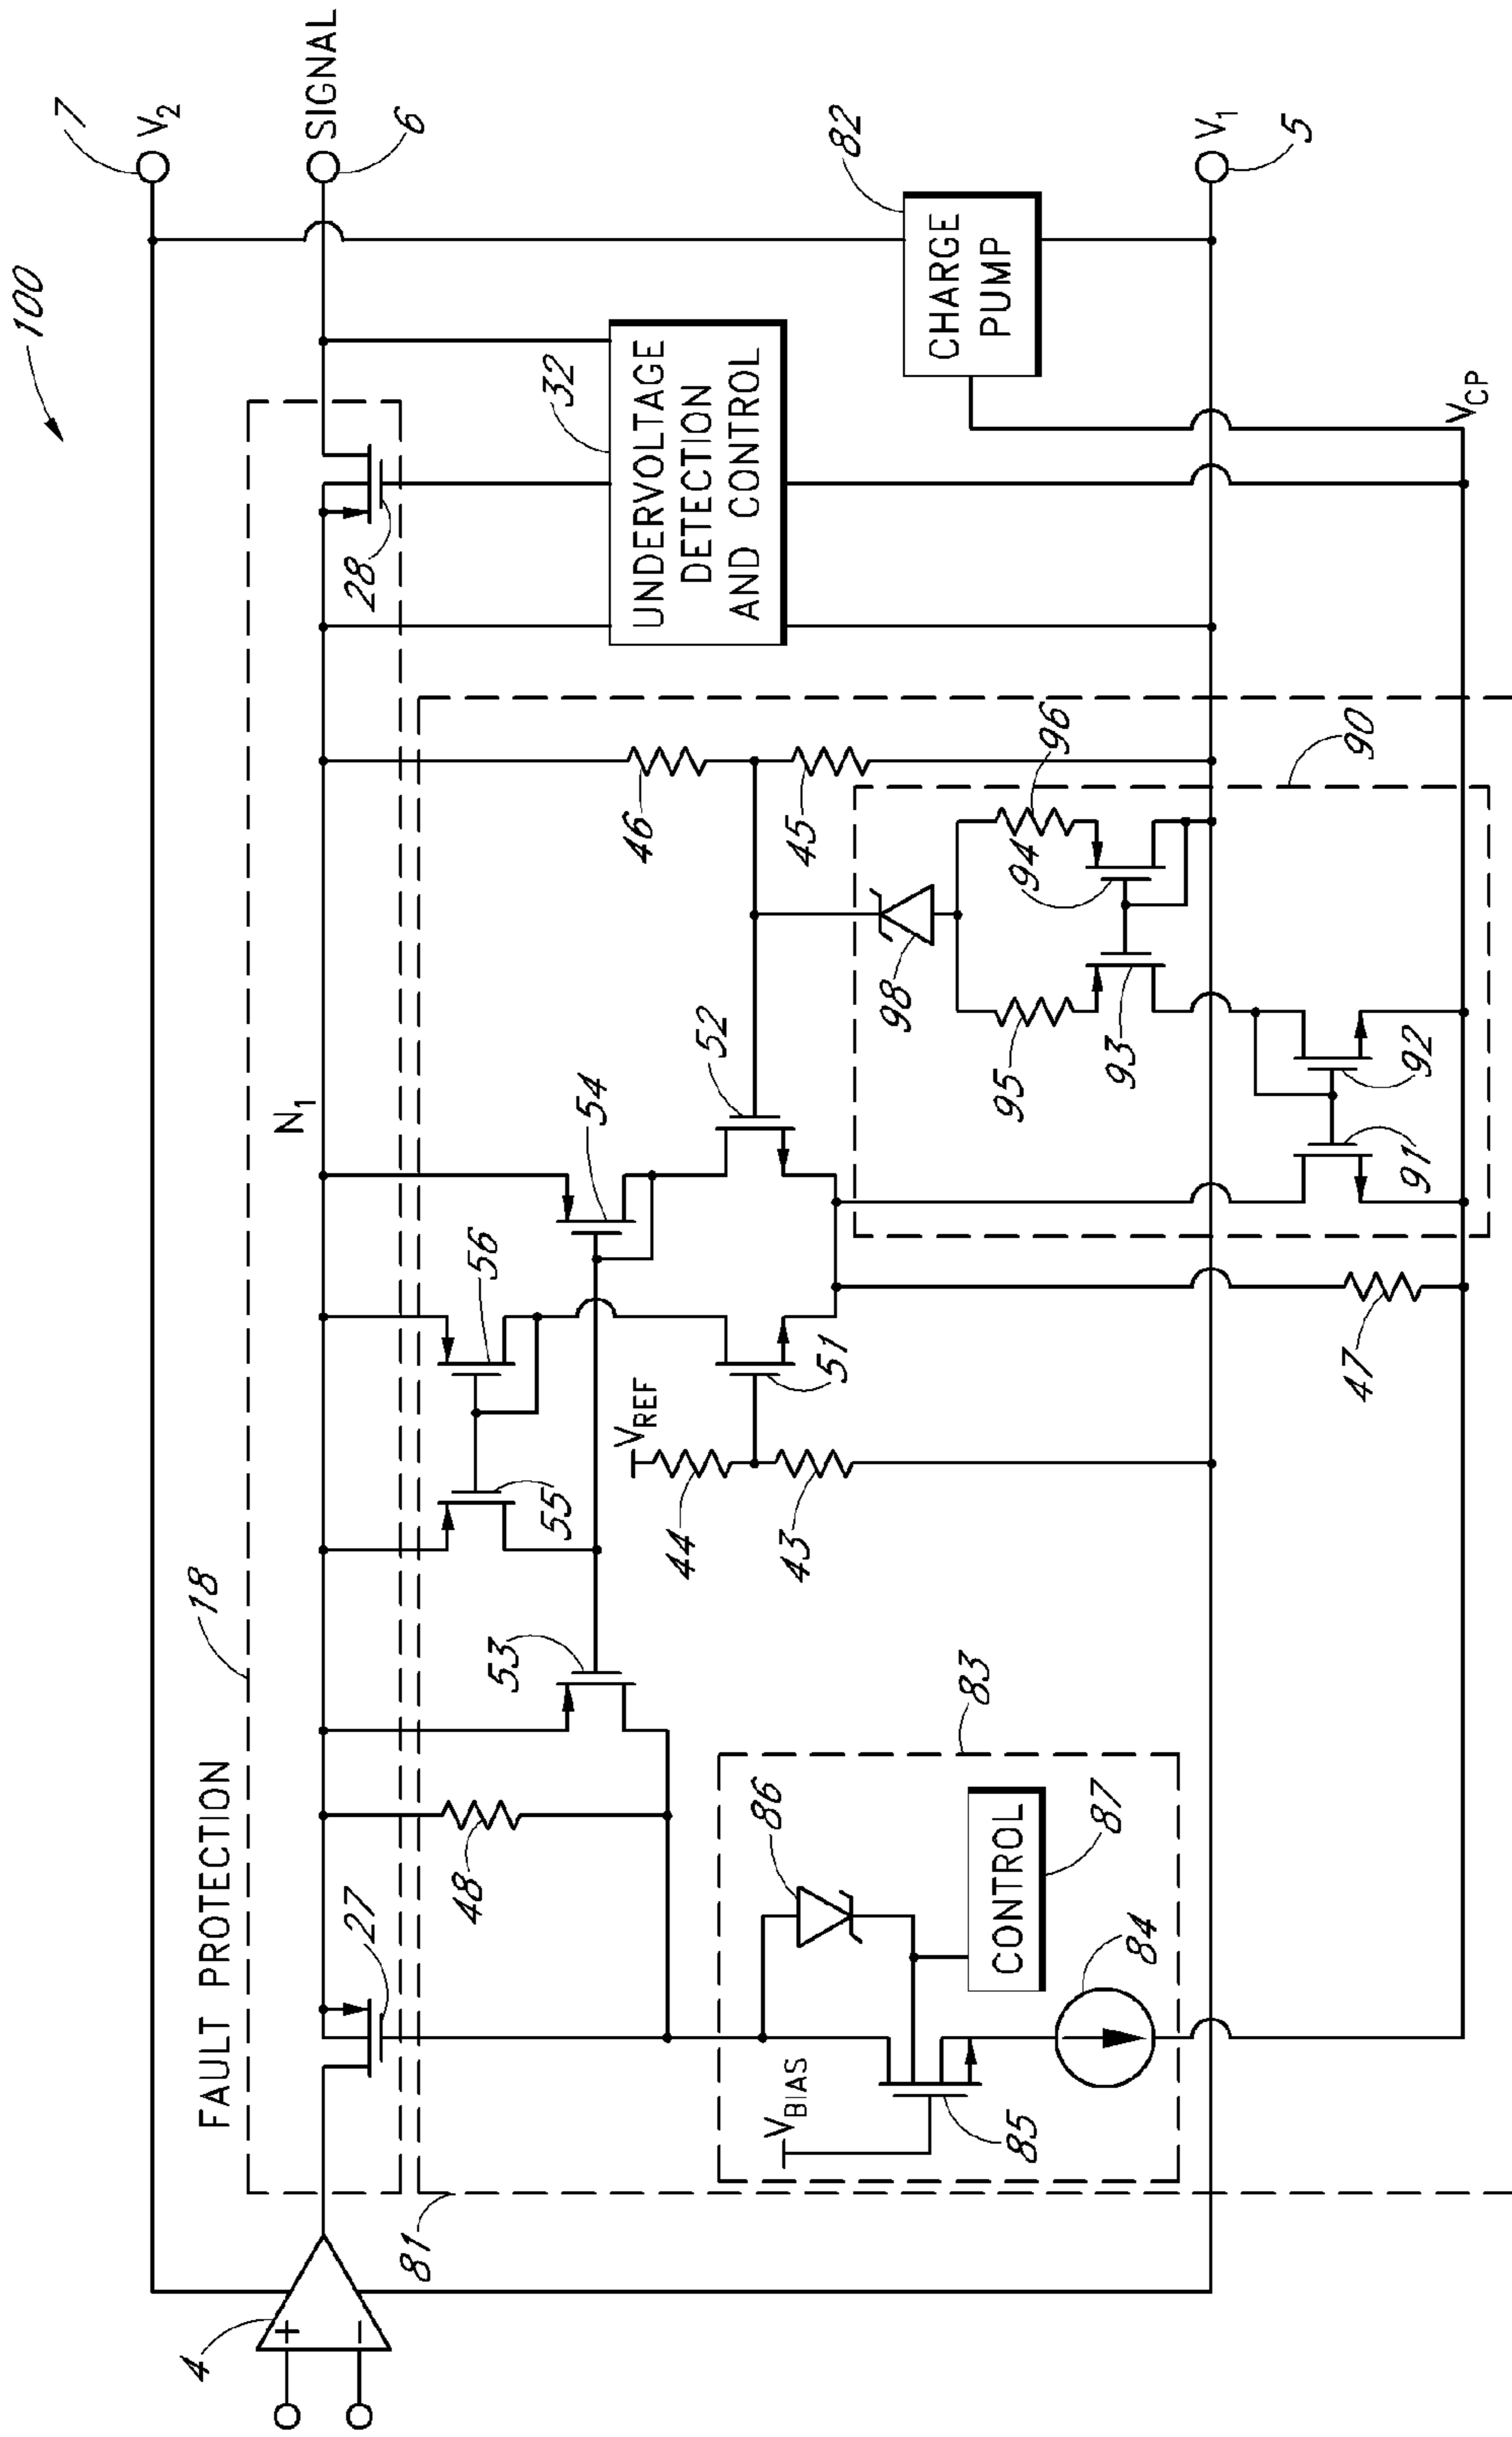 100
7
V2
SIGNAL
6
82
CHARGE
PUMP
V1
5
VCP
32
UNDERVOLTAGE
DETECTION
AND CONTROL
28
18
FAULT PROTECTION
N1
27
46
45
96
94
90
98
95
93
92
91
52
54
56
51
47
VREF
55
44
43
53
48
83
86
CONTROL
87
84
VBIAS
85
81
4
+
−